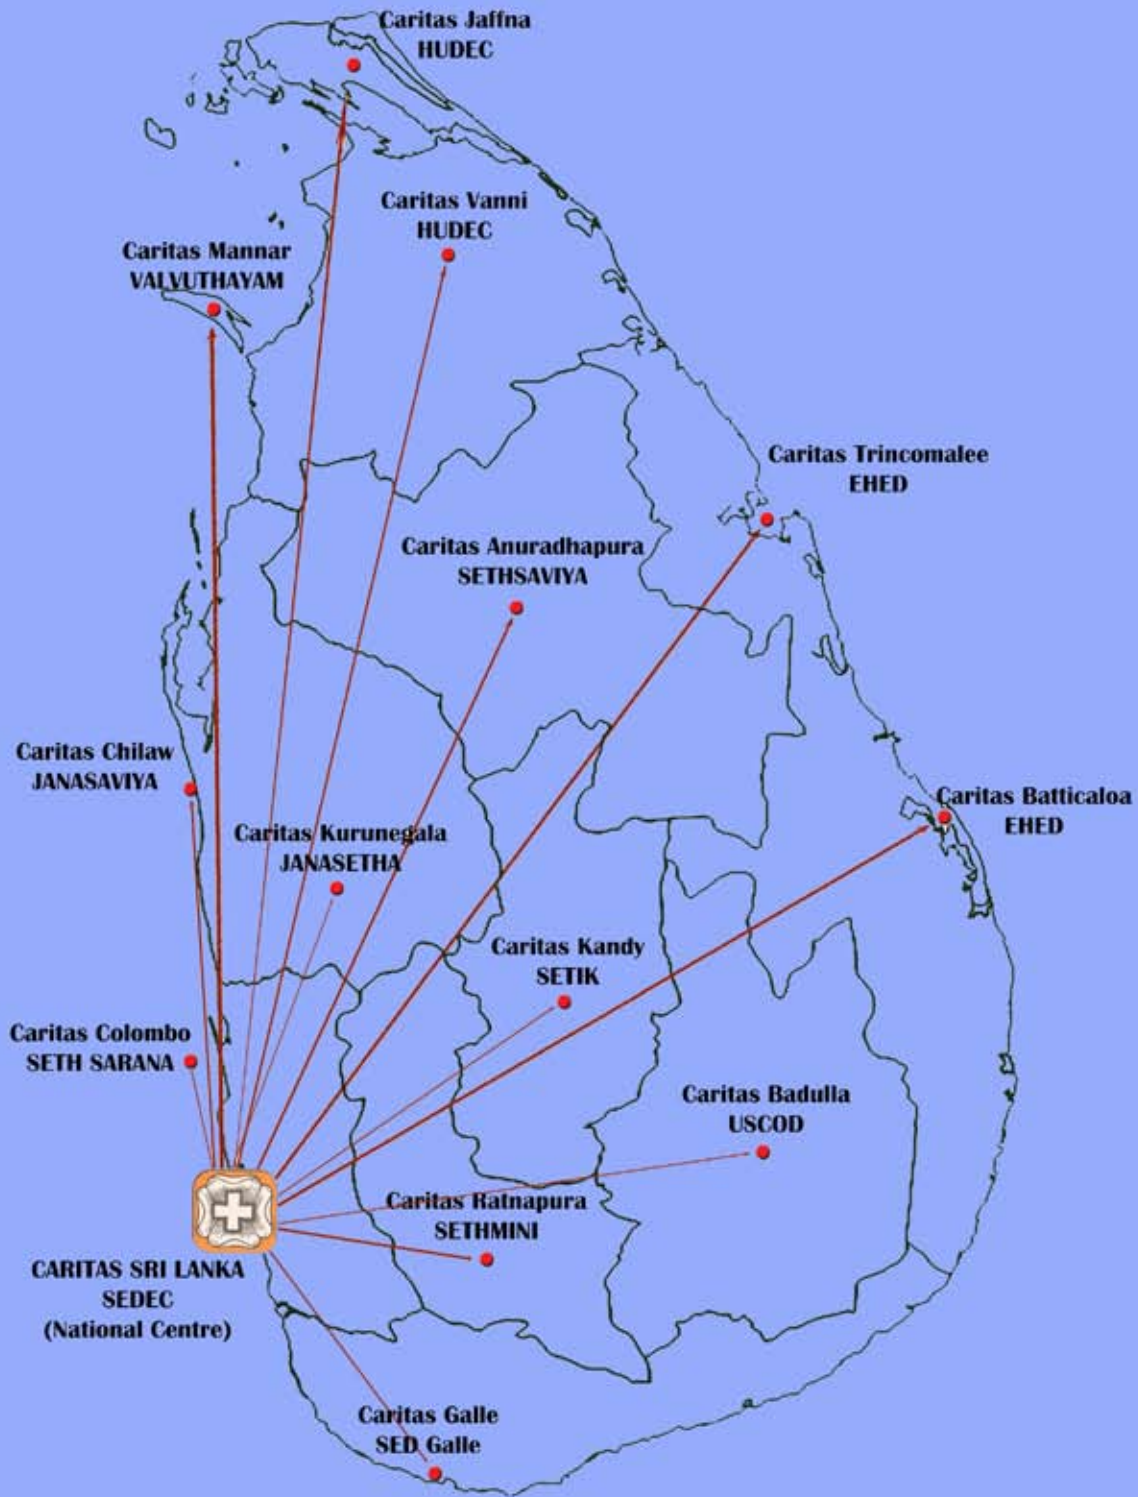 Caritas Jaffna
HUDEC
Caritas Vanni
HUDEC
Caritas Mannar
VALVUTHAYAM
Caritas Trincomalee
EHED
Caritas Anuradhapura
SETHSAVIYA
Caritas Chilaw
JANASAVIYA
Caritas Batticaloa
EHED
Caritas Kurunegala
JANASETHA
Caritas Kandy
SETIK
Caritas Colombo
SETH SARANA
Caritas Badulla
USCOD
Caritas Ratnapura
SETHMINI
CARITAS SRI LANKA
SEDEC
(National Centre)
Caritas Galle
SED Galle